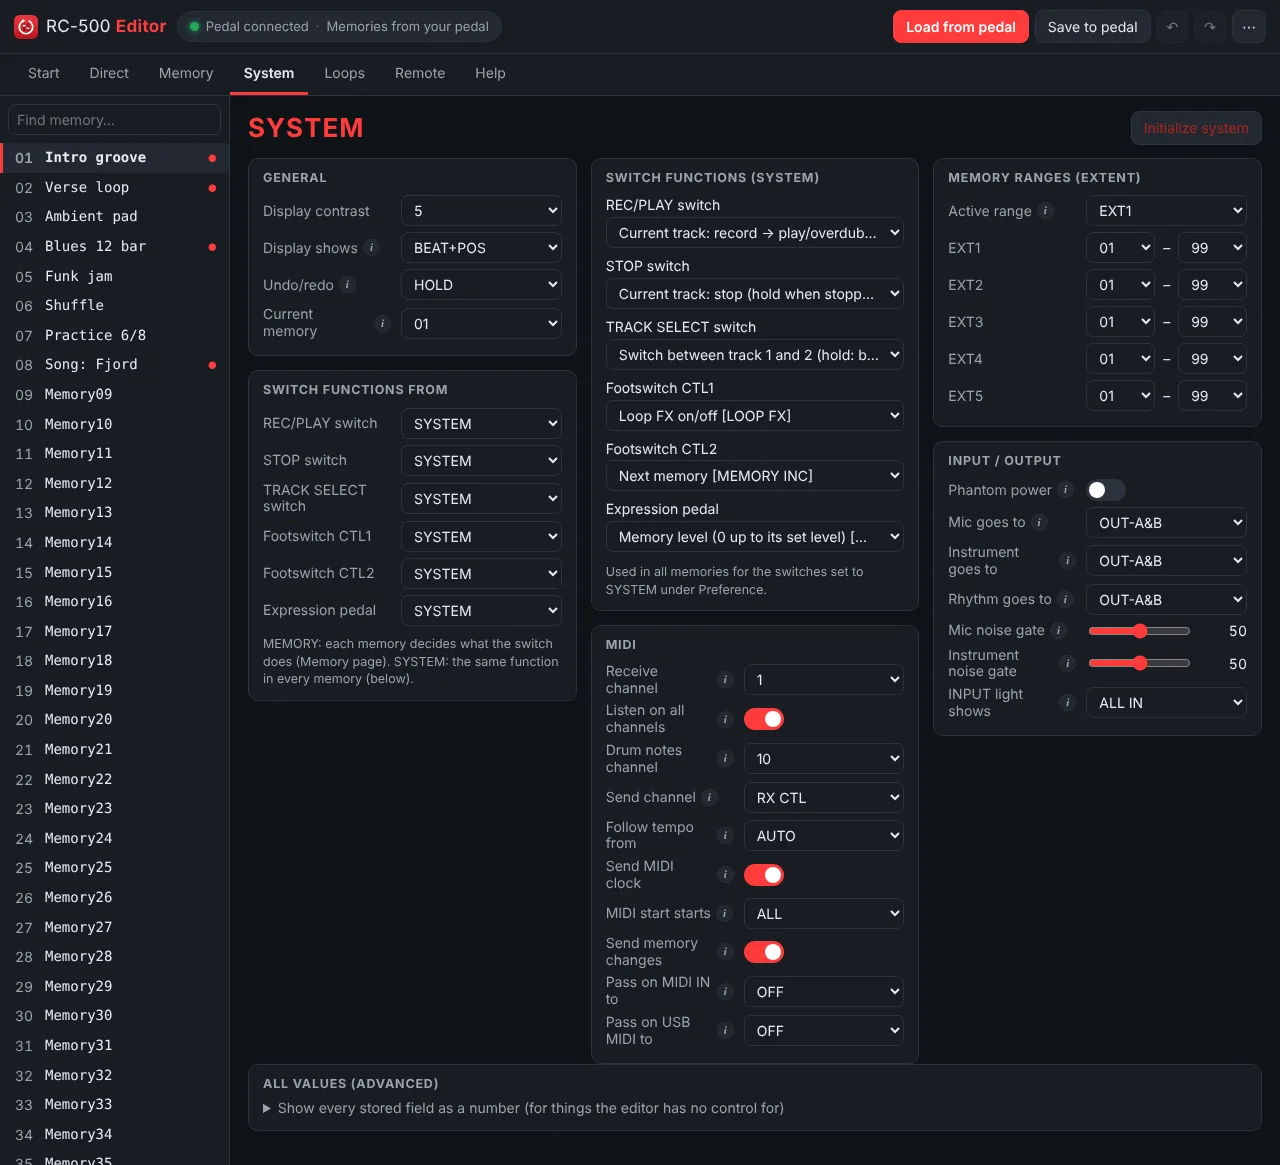 RC-500 Editor
Pedal connected · Memories from your pedal
Load from pedal
Save to pedal
Start
Direct
Memory
System
Loops
Remote
Help
Find memory...
01 Intro groove
02 Verse loop
03 Ambient pad
04 Blues 12 bar
05 Funk jam
06 Shuffle
07 Practice 6/8
08 Song: Fjord
09 Memory09
10 Memory10
11 Memory11
12 Memory12
13 Memory13
14 Memory14
15 Memory15
16 Memory16
17 Memory17
18 Memory18
19 Memory19
20 Memory20
21 Memory21
22 Memory22
23 Memory23
24 Memory24
25 Memory25
26 Memory26
27 Memory27
28 Memory28
29 Memory29
30 Memory30
31 Memory31
32 Memory32
33 Memory33
34 Memory34
35 Memory35
SYSTEM
Initialize system
GENERAL
Display contrast 5
Display shows i BEAT+POS
Undo/redo i HOLD
Current
memory i 01
SWITCH FUNCTIONS FROM
REC/PLAY switch SYSTEM
STOP switch SYSTEM
TRACK SELECT
switch SYSTEM
Footswitch CTL1 SYSTEM
Footswitch CTL2 SYSTEM
Expression pedal SYSTEM
MEMORY: each memory decides what the switch
does (Memory page). SYSTEM: the same function
in every memory (below).
SWITCH FUNCTIONS (SYSTEM)
REC/PLAY switch
Current track: record → play/overdub...
STOP switch
Current track: stop (hold when stopp...
TRACK SELECT switch
Switch between track 1 and 2 (hold: b...
Footswitch CTL1
Loop FX on/off [LOOP FX]
Footswitch CTL2
Next memory [MEMORY INC]
Expression pedal
Memory level (0 up to its set level) [...
Used in all memories for the switches set to
SYSTEM under Preference.
MIDI
Receive
channel i 1
Listen on all
channels i
Drum notes
channel i 10
Send channel i RX CTL
Follow tempo
from i AUTO
Send MIDI
clock i
MIDI start starts i ALL
Send memory
changes i
Pass on MIDI IN
to i OFF
Pass on USB
MIDI to i OFF
MEMORY RANGES (EXTENT)
Active range i EXT1
EXT1 01 – 99
EXT2 01 – 99
EXT3 01 – 99
EXT4 01 – 99
EXT5 01 – 99
INPUT / OUTPUT
Phantom power i
Mic goes to i OUT-A&B
Instrument
goes to i OUT-A&B
Rhythm goes to i OUT-A&B
Mic noise gate i 50
Instrument
noise gate i 50
INPUT light
shows i ALL IN
ALL VALUES (ADVANCED)
Show every stored field as a number (for things the editor has no control for)